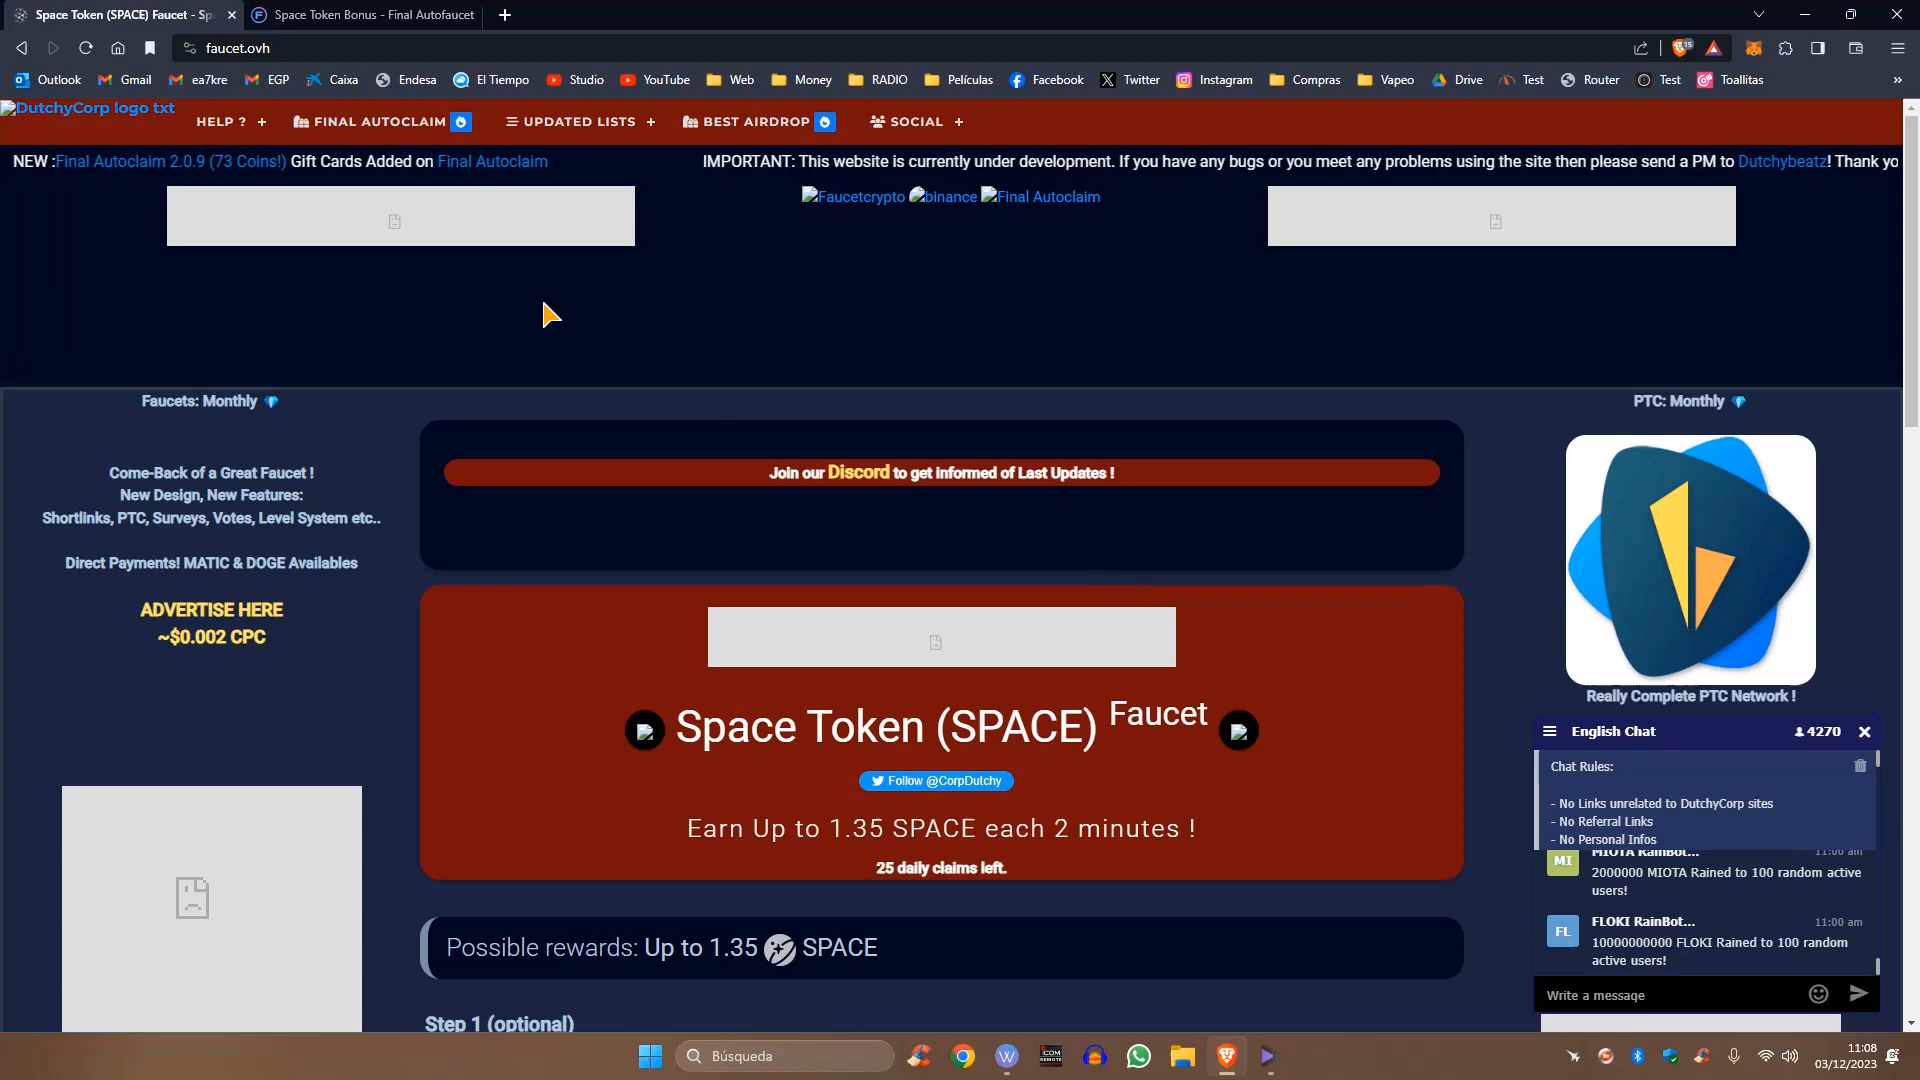 Space Token (SPACE) Faucet - Sp
Space Token Bonus - Final Autofaucet
faucet.ovh
15
Outlook
Gmail
ea7kre
EGP
Caixa
Endesa
El Tiempo
Studio
YouTube
Web
Money
RADIO
Películas
Facebook
Twitter
Instagram
Compras
Vapeo
Drive
Test
Router
Test
Toallitas
DutchyCorp logo txt
HELP ? +
FINAL AUTOCLAIM
UPDATED LISTS +
BEST AIRDROP
SOCIAL +
NEW :Final Autoclaim 2.0.9 (73 Coins!) Gift Cards Added on Final Autoclaim
IMPORTANT: This website is currently under development. If you have any bugs or you meet any problems using the site then please send a PM to Dutchybeatz! Thank yo
Faucetcrypto binance Final Autoclaim
Faucets: Monthly
Come-Back of a Great Faucet !
New Design, New Features:
Shortlinks, PTC, Surveys, Votes, Level System etc..
Direct Payments! MATIC & DOGE Available
ADVERTISE HERE
~$0.002 CPC
Join our Discord to get informed of Last Updates !
Space Token (SPACE) Faucet
Follow @CorpDutchy
Earn Up to 1.35 SPACE each 2 minutes !
25 daily claims left.
Possible rewards: Up to 1.35 SPACE
Step 1 (optional)
PTC: Monthly
Really Complete PTC Network !
English Chat
4270
Chat Rules:
- No Links unrelated to DutchyCorp sites
- No Referral Links
- No Personal Infos
MI
MIOTA RainBot...
11:00 am
2000000 MIOTA Rained to 100 random active
users!
FL
FLOKI RainBot...
11:00 am
10000000000 FLOKI Rained to 100 random
active users!
Write a message
Búsqueda
ICOM
REMOTE
11:08
03/12/2023